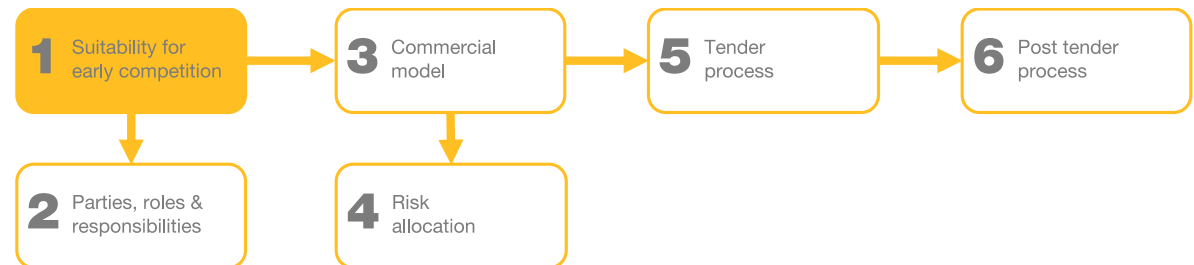 1 Suitability for
early competition
2 Parties, roles &
responsibilities
3 Commercial
model
4 Risk
allocation
5 Tender
process
6 Post tender
process